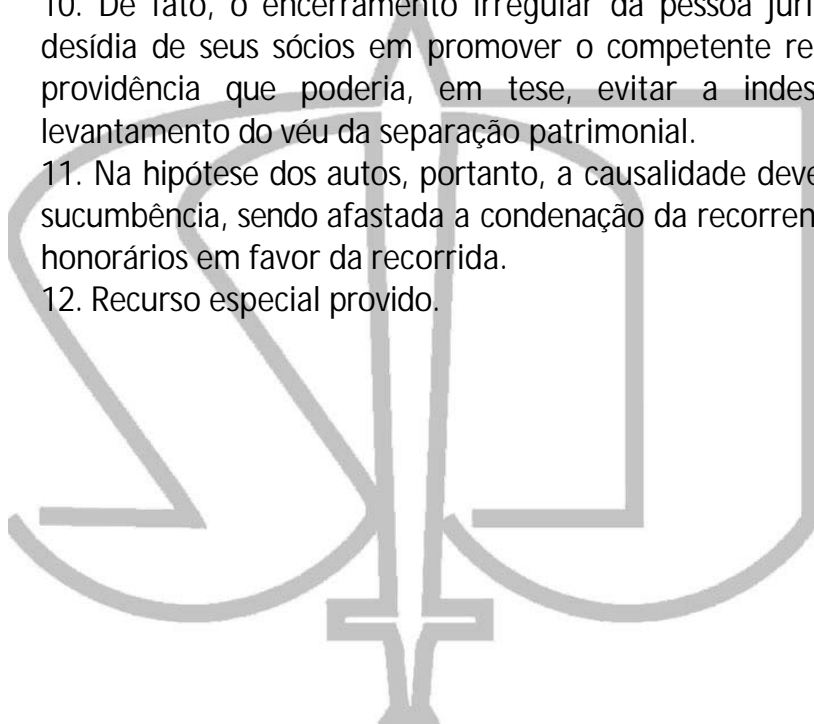 10. De fato, o encerramento irregular da pessoa jurí
desídia de seus sócios em promover o competente re
providência que poderia, em tese, evitar a indes
levantamento do véu da separação patrimonial.
11. Na hipótese dos autos, portanto, a causalidade deve
sucumbência, sendo afastada a condenação da recorren
honorários em favor da recorrida.
12. Recurso especial provido.